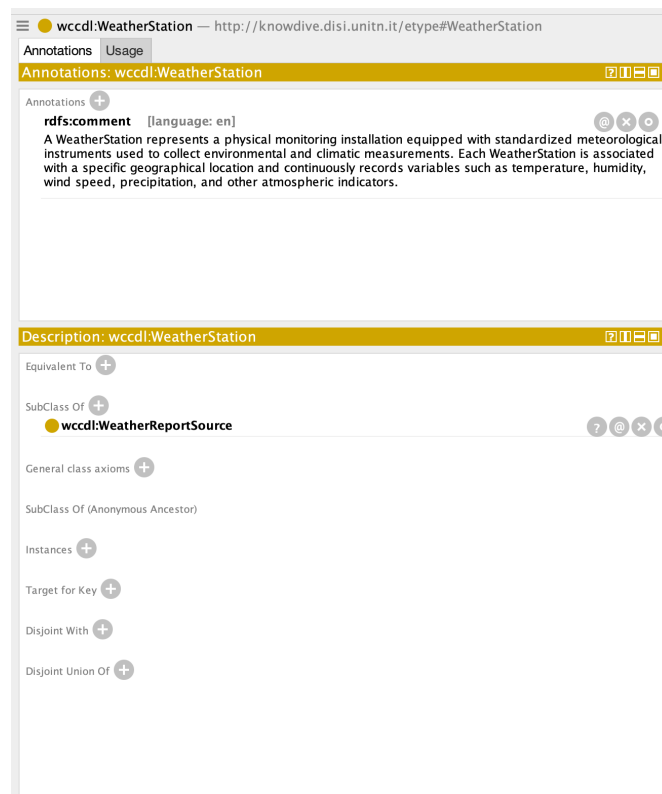 wccdl:WeatherStation — http://knowdive.disi.unitn.it/etype#WeatherStation
Annotations Usage
Annotations: wccdl:WeatherStation
Annotations
rdfs:comment [language: en]
A WeatherStation represents a physical monitoring installation equipped with standardized meteorological
instruments used to collect environmental and climatic measurements. Each WeatherStation is associated
with a specific geographical location and continuously records variables such as temperature, humidity,
wind speed, precipitation, and other atmospheric indicators.
Description: wccdl:WeatherStation
Equivalent To
SubClass Of
wccdl:WeatherReportSource
General class axioms
SubClass Of (Anonymous Ancestor)
Instances
Target for Key
Disjoint With
Disjoint Union Of